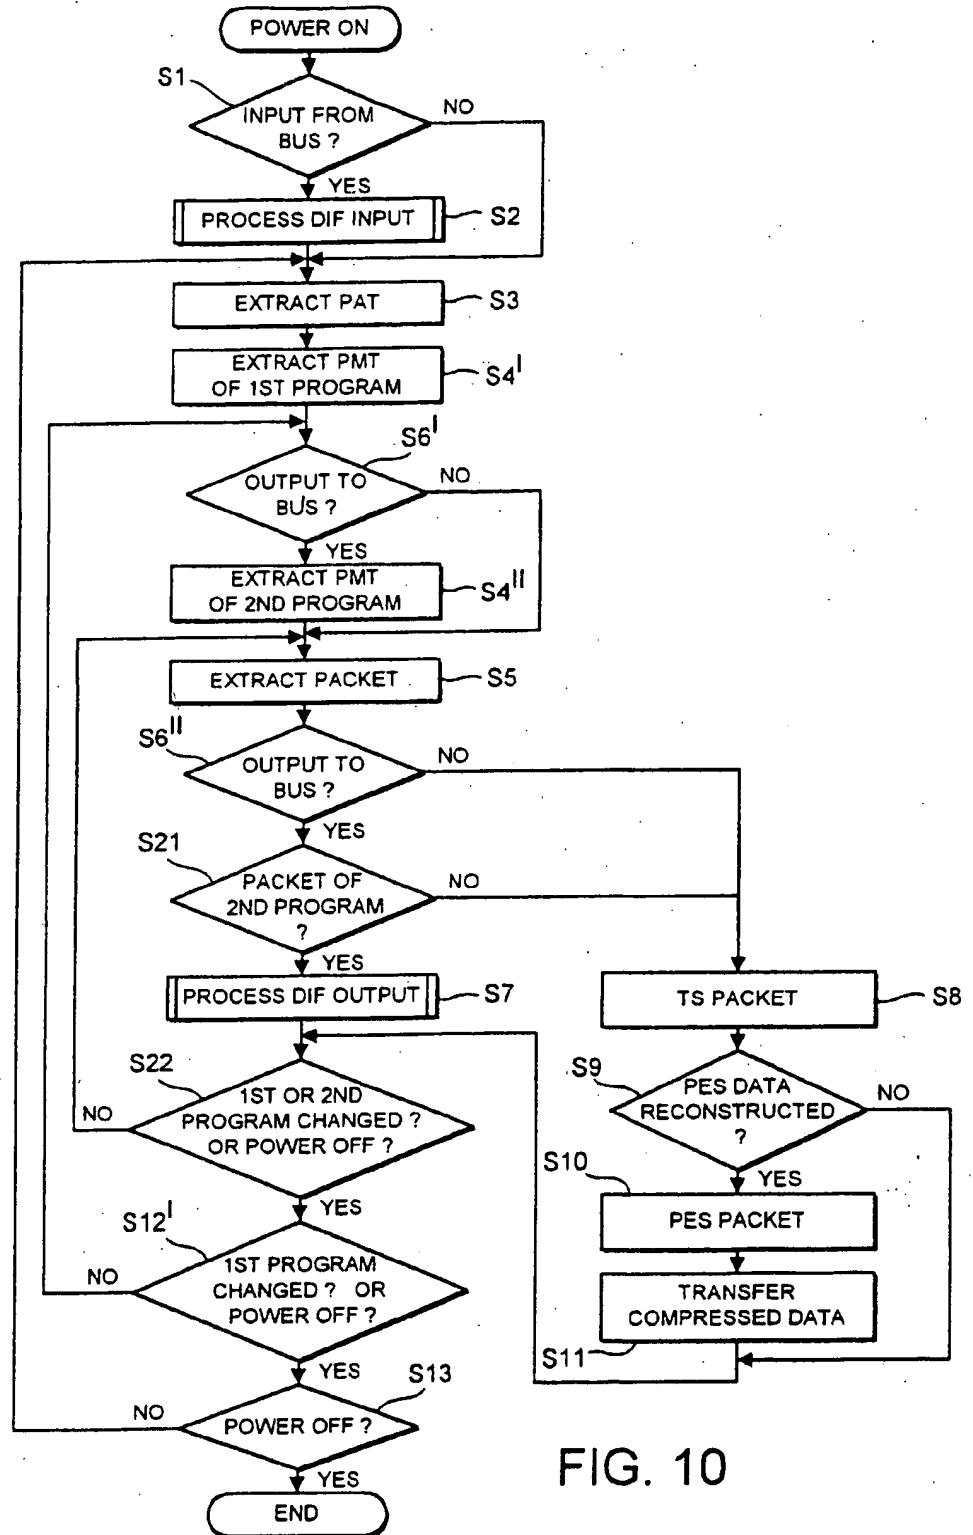 POWER ON
S1
INPUT FROM
BUS ?
NO
YES
PROCESS DIF INPUT
S2
EXTRACT PAT
S3
EXTRACT PMT
OF 1ST PROGRAM
S4I
S6I
OUTPUT TO
BUS ?
NO
YES
EXTRACT PMT
OF 2ND PROGRAM
S4II
EXTRACT PACKET
S5
S6II
OUTPUT TO
BUS ?
NO
YES
S21
PACKET OF
2ND PROGRAM
?
NO
YES
PROCESS DIF OUTPUT
S7
TS PACKET
S8
S22
1ST OR 2ND
PROGRAM CHANGED ?
OR POWER OFF ?
NO
YES
S9
PES DATA
RECONSTRUCTED
?
NO
YES
S10
PES PACKET
S12I
1ST PROGRAM
CHANGED ? OR
POWER OFF ?
NO
YES
TRANSFER
COMPRESSED DATA
S11
S13
POWER OFF ?
NO
YES
END
FIG. 10